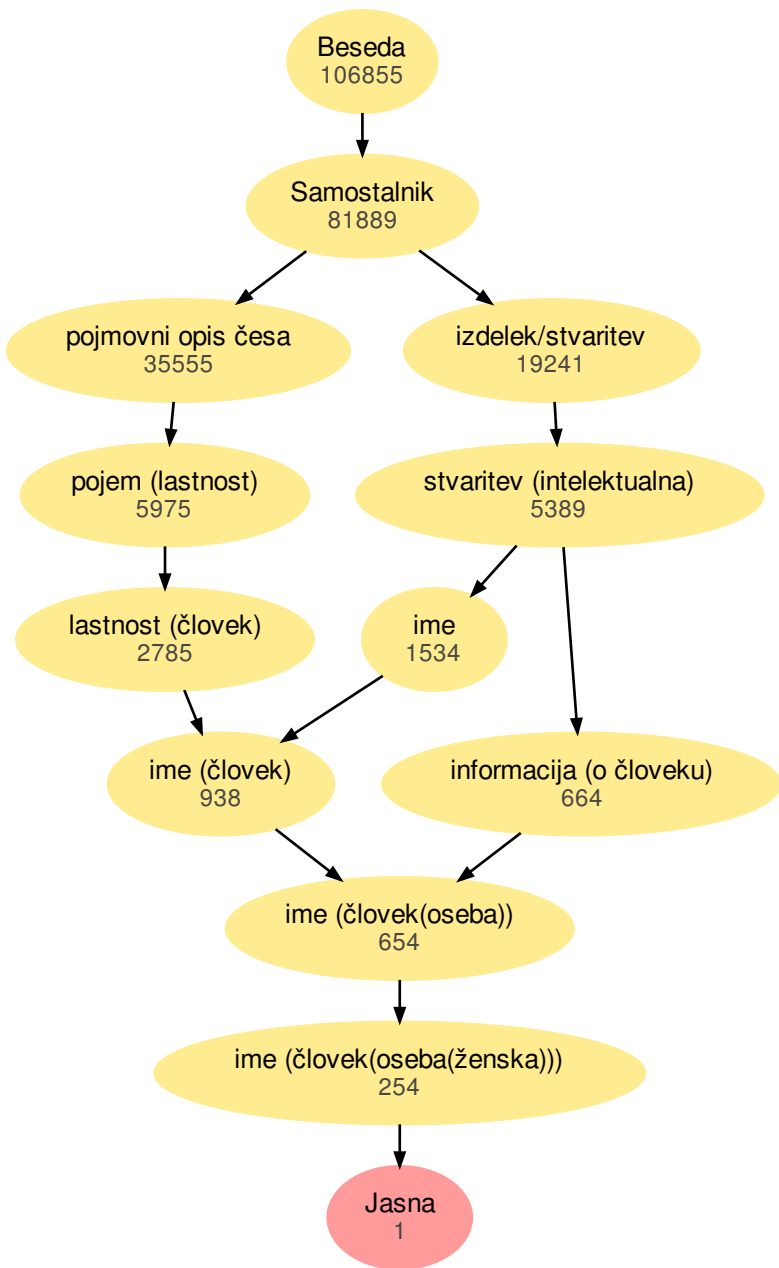 Beseda
106855
Samostalnik
81889
pojmovni opis česa
35555
izdelek/stvaritev
19241
pojem (lastnost)
5975
stvaritev (intelektualna)
5389
lastnost (človek)
2785
ime
1534
ime (človek)
938
informacija (o človeku)
664
ime (človek(oseba))
654
ime (človek(oseba(ženska)))
254
Jasna
1